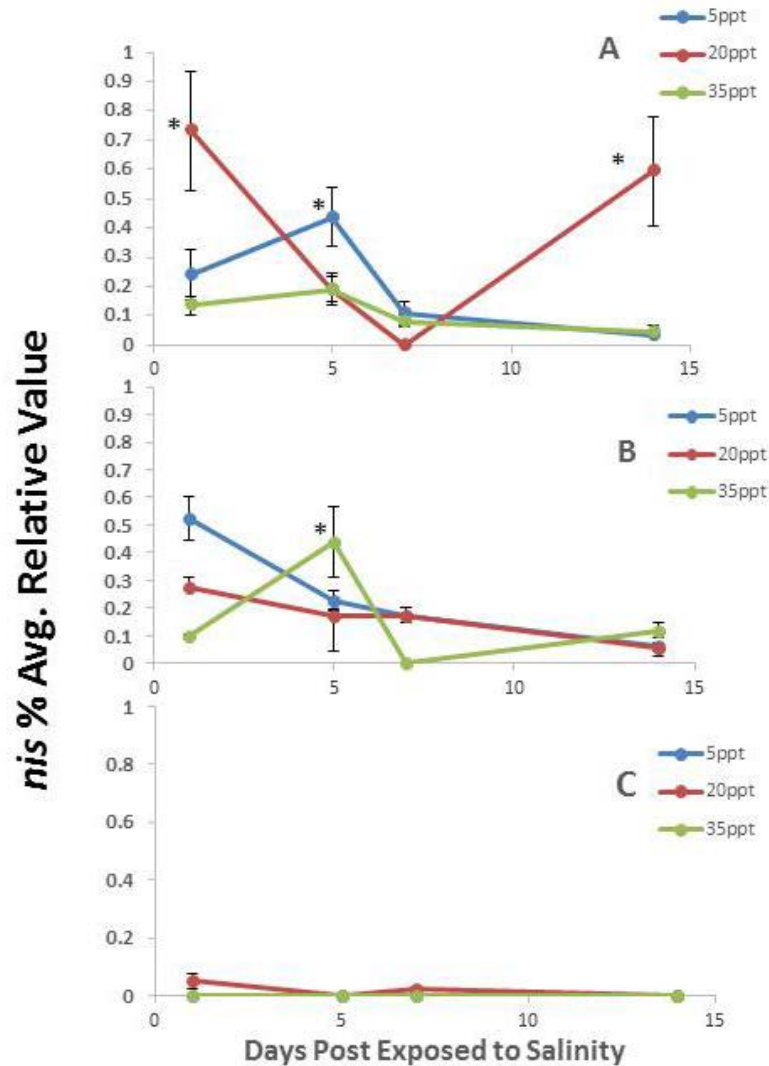 nis % Avg. Relative Value
A
5ppt
20ppt
35ppt
1
0.9
0.8
0.7
0.6
0.5
0.4
0.3
0.2
0.1
0
*
*
*
0 5 10 15
B
5ppt
20ppt
35ppt
1
0.9
0.8
0.7
0.6
0.5
0.4
0.3
0.2
0.1
0
*
0 5 10 15
C
5ppt
20ppt
35ppt
1
0.8
0.6
0.4
0.2
0
0 5 10 15
Days Post Exposed to Salinity